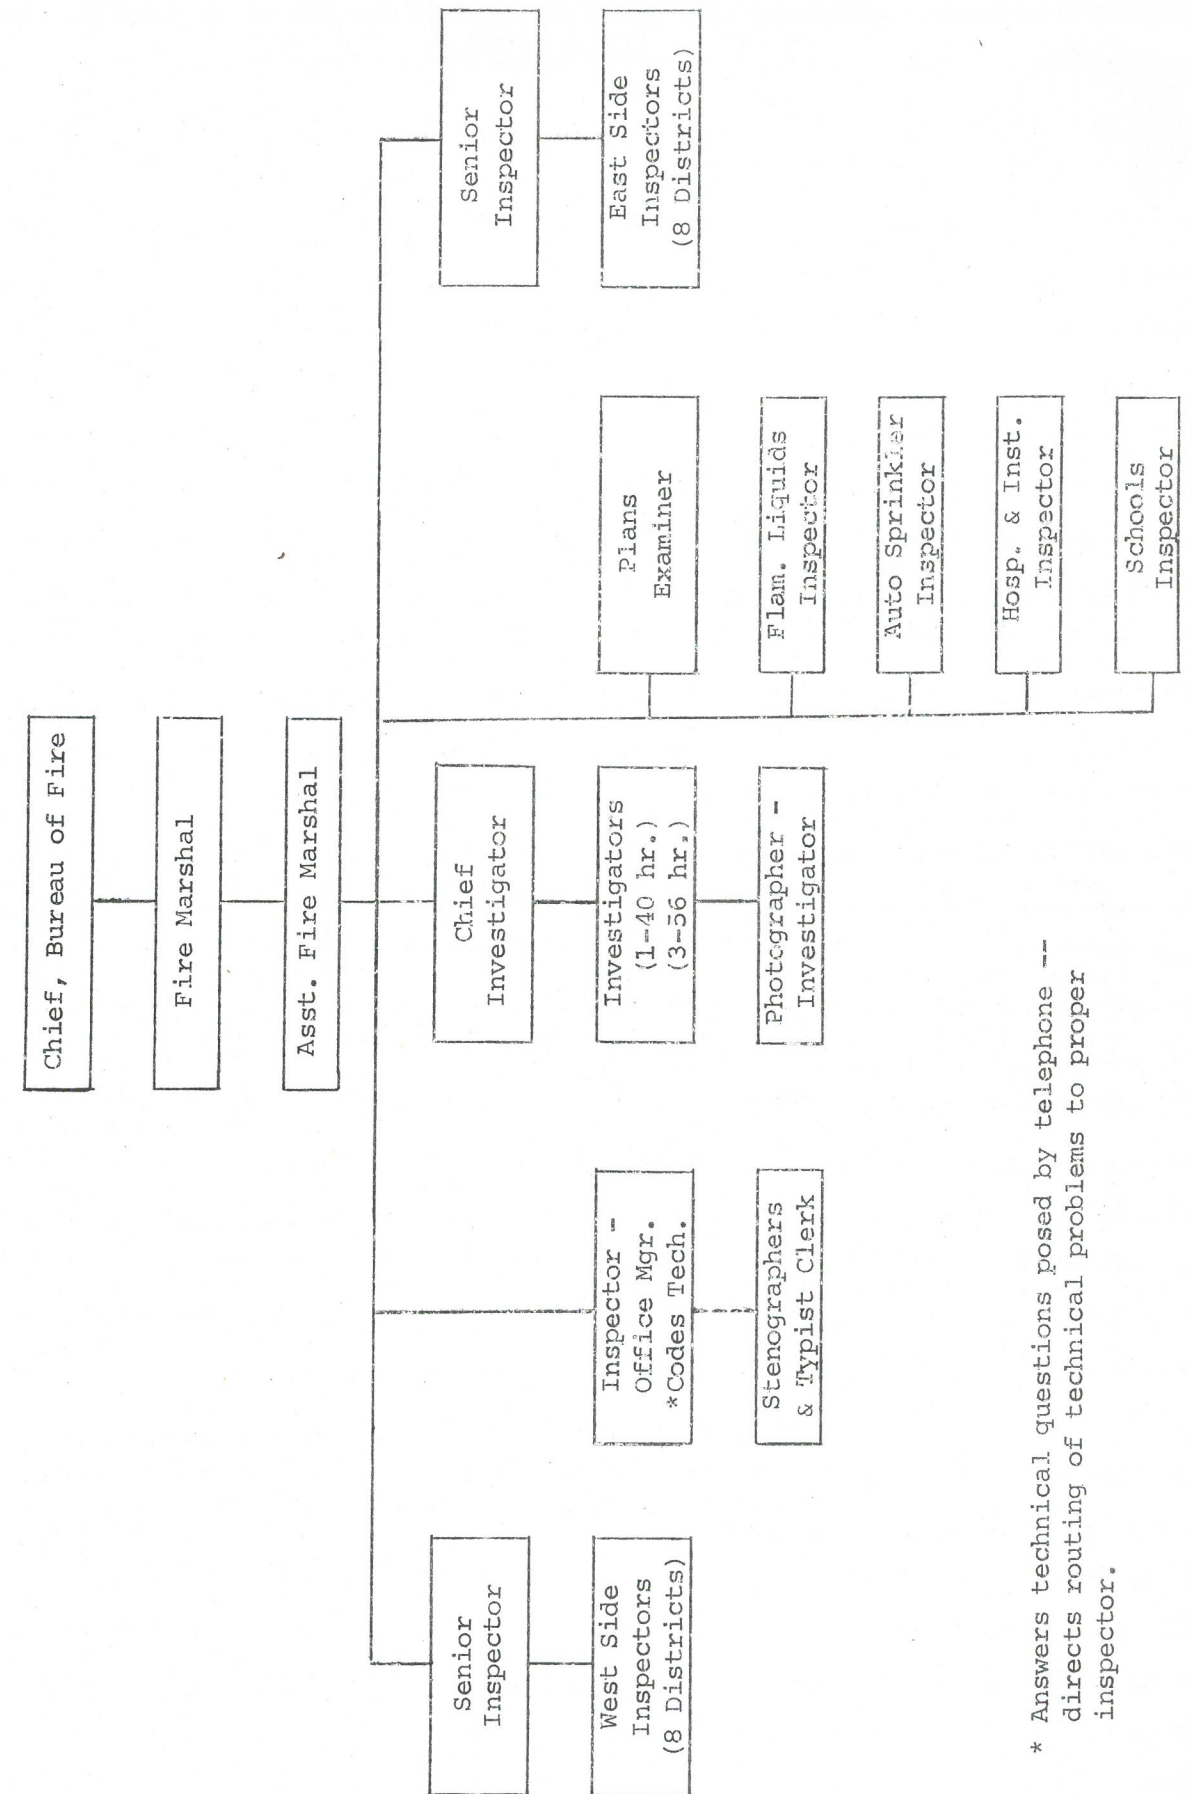 Chief, Bureau of Fire
Fire Marshal
Asst. Fire Marshal
Senior
Inspector
West Side
Inspectors
(8 Districts)
Inspector -
Office Mgr.
*Codes Tech.
Stenographers
& Typist Clerk
Chief
Investigator
Investigators
(1-40 hr.)
(3-56 hr.)
Photographer -
Investigator
Plans
Examiner
Flam. Liquids
Inspector
Auto Sprinkler
Inspector
Hosp. & Inst.
Inspector
Schools
Inspector
Senior
Inspector
East Side
Inspectors
(8 Districts)
* Answers technical questions posed by telephone --
directs routing of technical problems to proper
inspector.